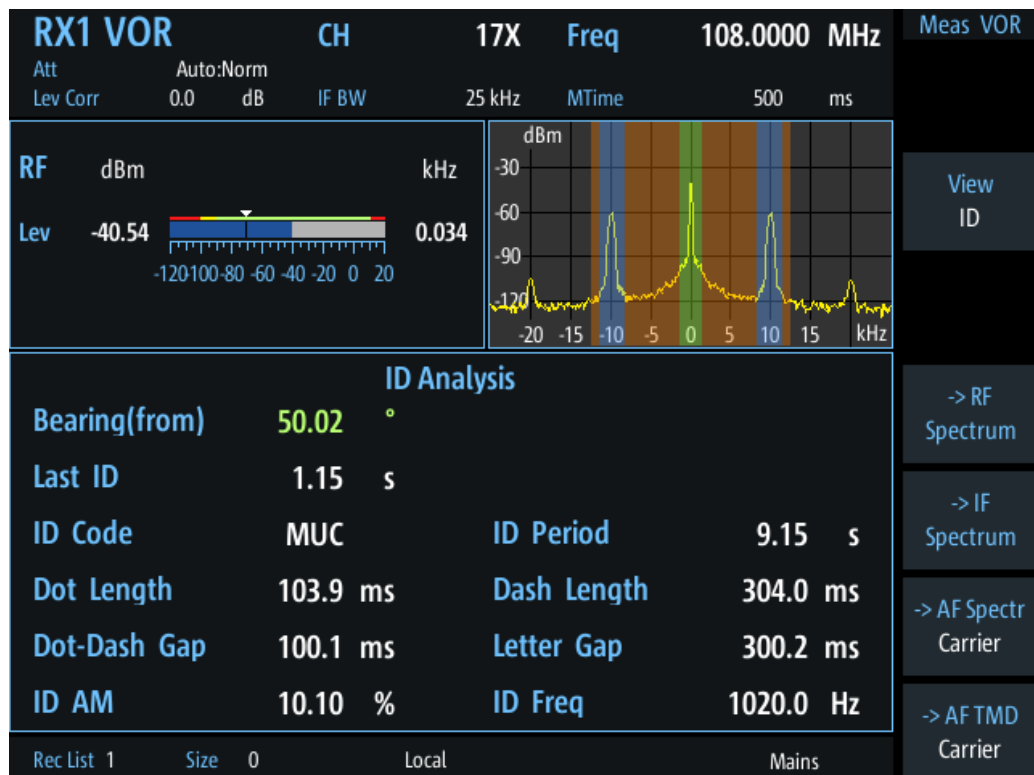 RX1 VOR CH 17X Freq 108.0000 MHz
Att Auto:Norm
Lev Corr 0.0 dB IF BW 25 kHz MTime 500 ms
RF dBm kHz
Lev -40.54 0.034
-120-100-80 -60 -40 -20 0 20
dBm
-30
-60
-90
-120
-20 -15 -10 -5 0 5 10 15 kHz
ID Analysis
Bearing(from) 50.02 °
Last ID 1.15 s
ID Code MUC ID Period 9.15 s
Dot Length 103.9 ms Dash Length 304.0 ms
Dot-Dash Gap 100.1 ms Letter Gap 300.2 ms
ID AM 10.10 % ID Freq 1020.0 Hz
Rec List 1 Size 0 Local Mains
Meas VOR
View
ID
-> RF
Spectrum
-> IF
Spectrum
-> AF Spectr
Carrier
-> AF TMD
Carrier